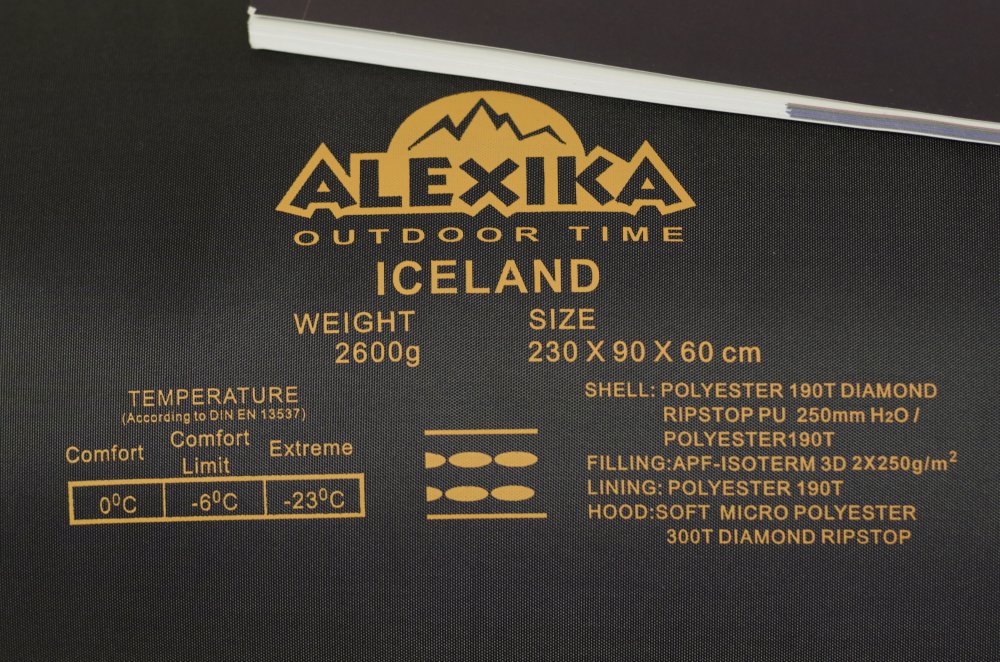 ALEXIKA
OUTDOOR TIME
ICELAND
WEIGHT SIZE
2600g 230 X 90 X 60 cm
TEMPERATURE
(According to DIN EN 13537)
Comfort Comfort Limit Extreme
0⁰C -6⁰C -23⁰C
SHELL: POLYESTER 190T DIAMOND
RIPSTOP PU 250mm H₂O /
POLYESTER190T
FILLING:APF-ISOTERM 3D 2X250g/m²
LINING: POLYESTER 190T
HOOD:SOFT MICRO POLYESTER
300T DIAMOND RIPSTOP